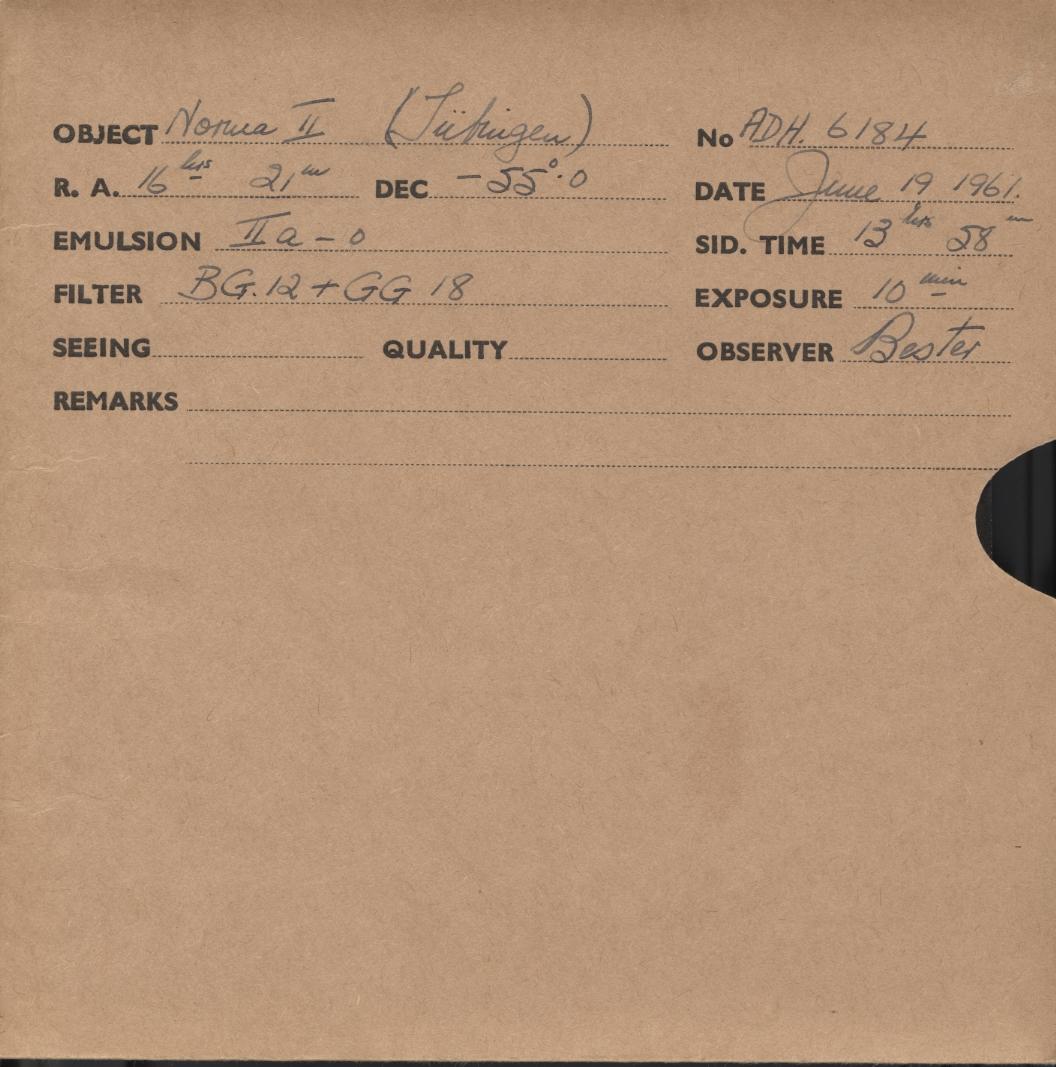 OBJECT Norma II (Tübingen) No ADH. 6184
R. A. 16 hrs 21 m DEC -55°.0 DATE June 19 1961.
EMULSION IIa-0 SID. TIME 13 hrs 58 m
FILTER BG.12 + GG 18 EXPOSURE 10 min
SEEING QUALITY OBSERVER Bester
REMARKS